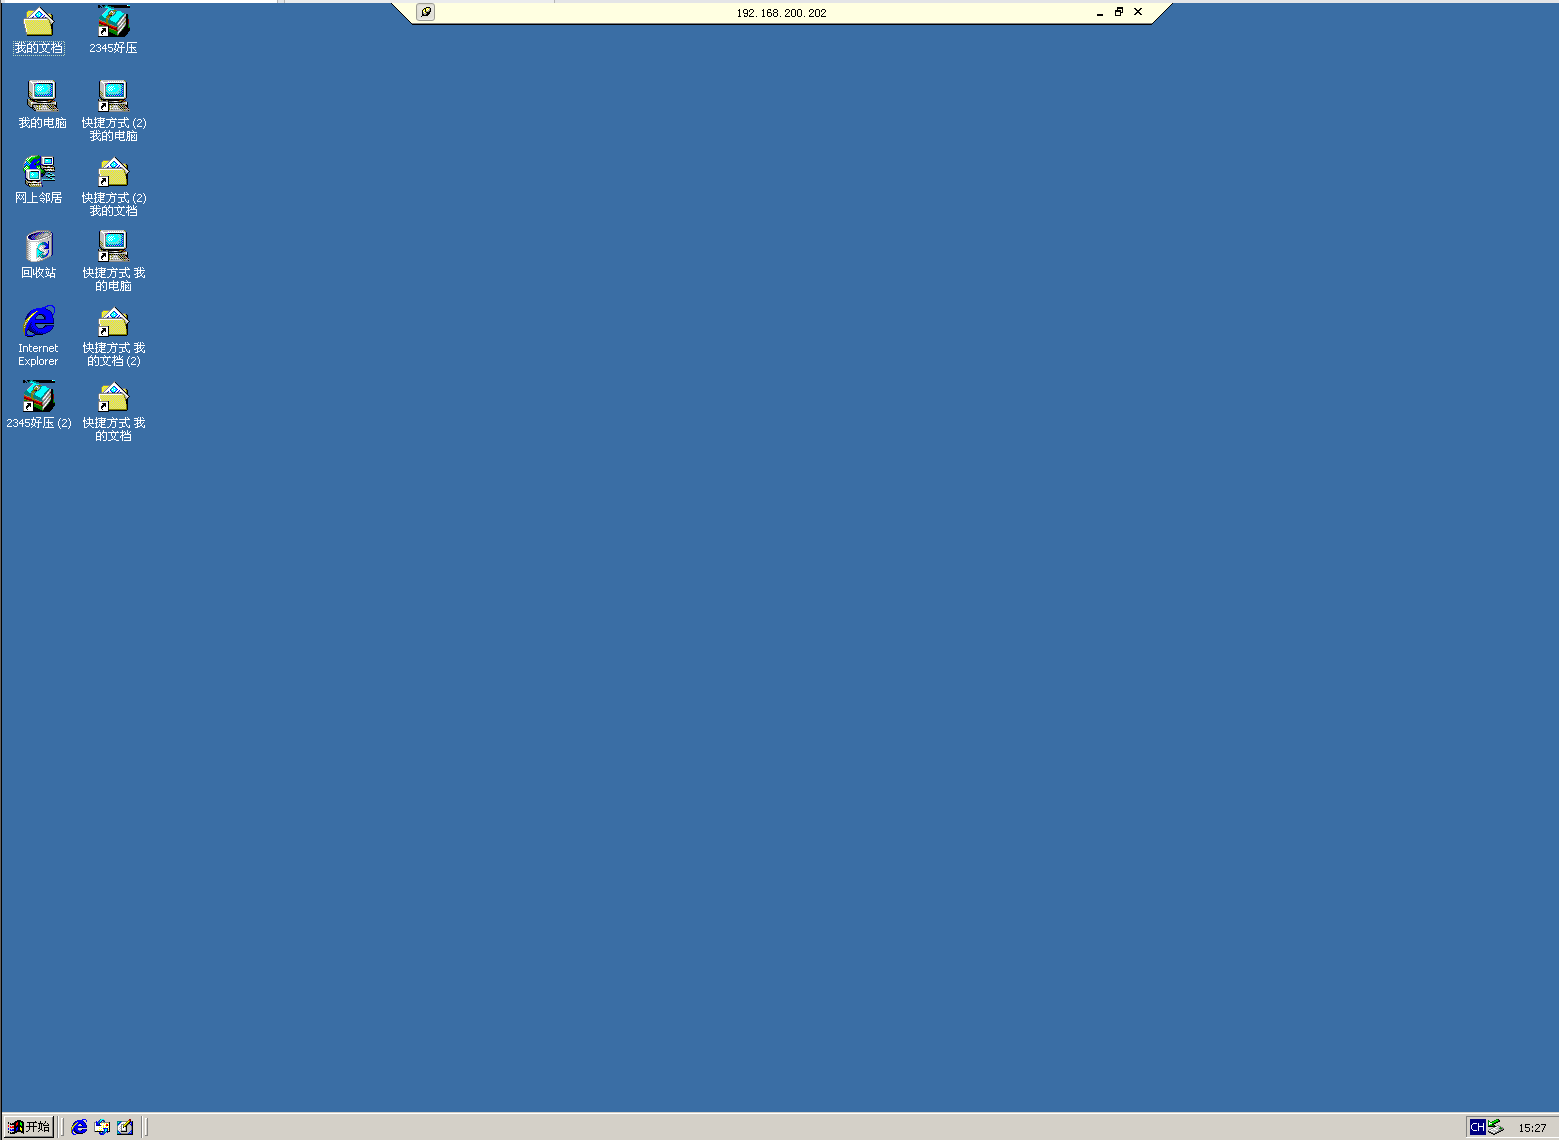 192.168.200.202
我的文档
2345好压
我的电脑
快捷方式 (2)
我的电脑
网上邻居
快捷方式 (2)
我的文档
回收站
快捷方式 我
的电脑
Internet
Explorer
快捷方式 我
的文档 (2)
2345好压 (2)
快捷方式 我
的文档
开始
CH
15:27